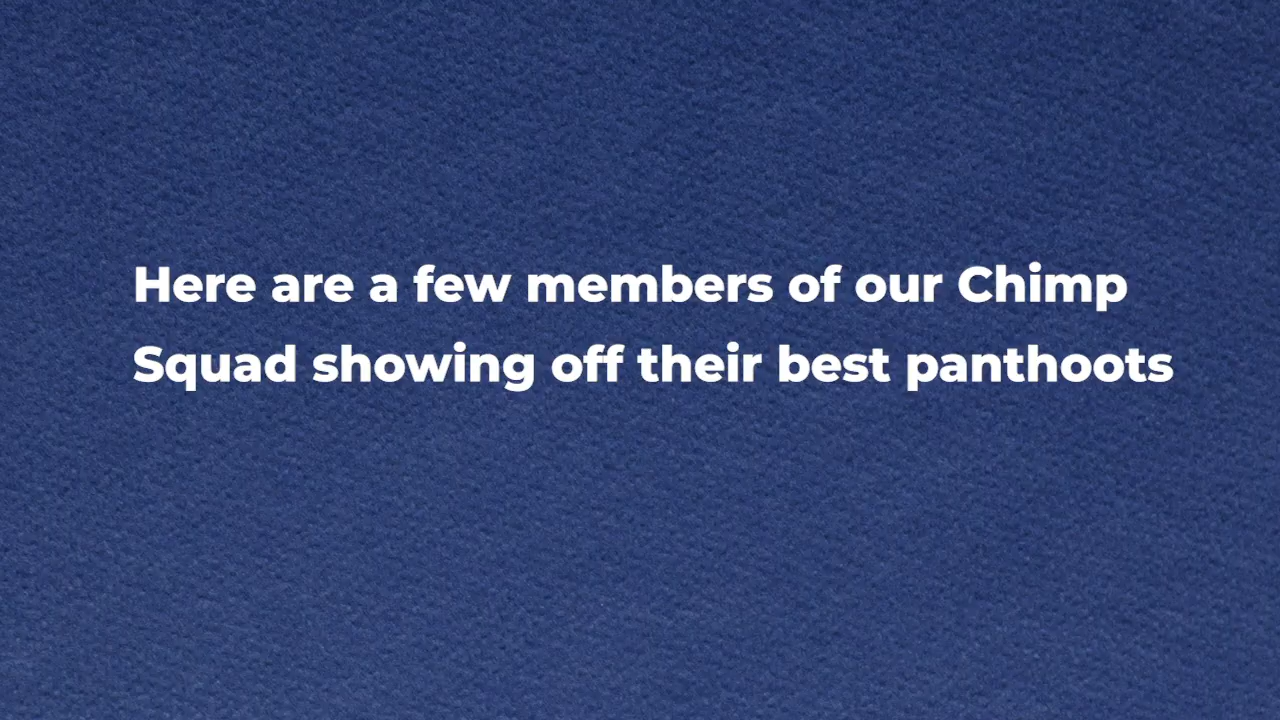 Here are a few members of our Chimp
Squad showing off their best panthoots